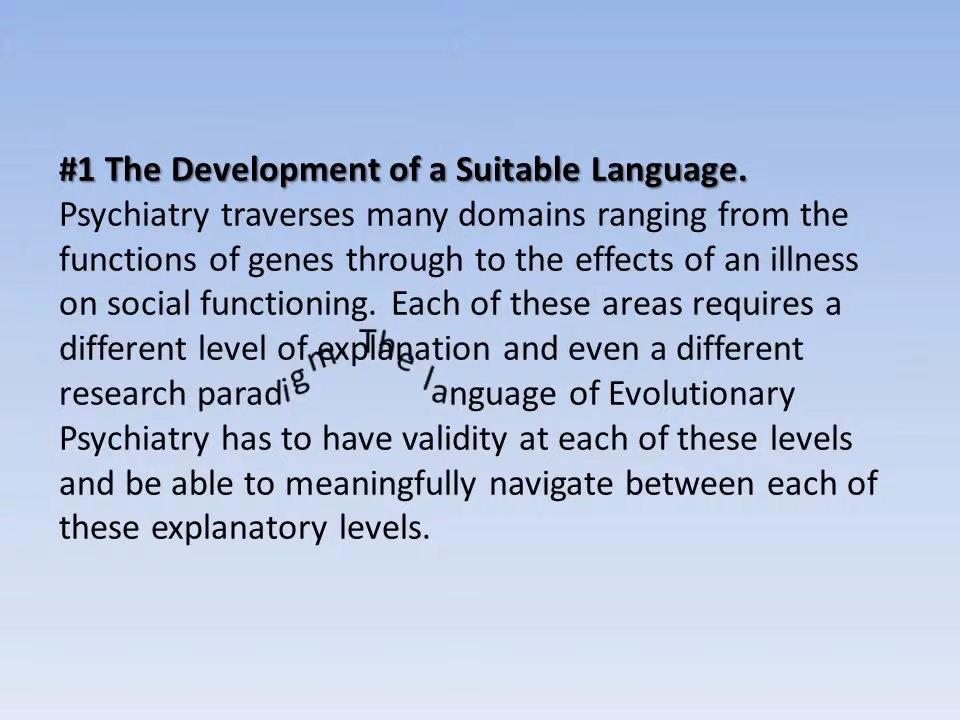 #1 The Development of a Suitable Language.
Psychiatry traverses many domains ranging from the
functions of genes through to the effects of an illness
on social functioning. Each of these areas requires a
different level of explanation and even a different
research paradigm The language of Evolutionary
Psychiatry has to have validity at each of these levels
and be able to meaningfully navigate between each of
these explanatory levels.